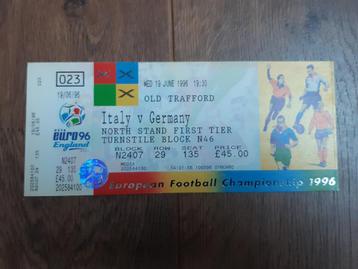 023
WED 19 JUNE 1996 19:30
19/06/96
OLD TRAFFORD
Italy v Germany
NORTH STAND FIRST TIER
TURNSTILE BLOCK N46
BLOCK ROW SEAT PRICE
N2407 29 135 £45.00
UEFA
EURO96
England
N2407
29 135
£45.00
202584100
European Football Championship 1996